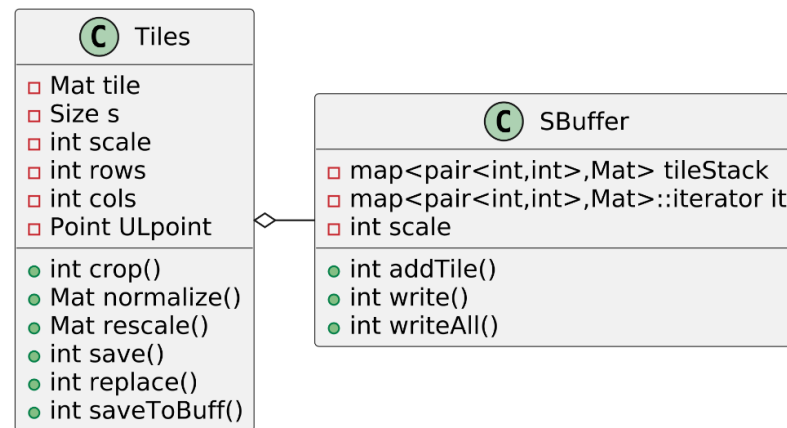 C Tiles
Mat tile
Size s
int scale
int rows
int cols
Point ULpoint
int crop()
Mat normalize()
Mat rescale()
int save()
int replace()
int saveToBuff()
C SBuffer
map<pair<int,int>,Mat> tileStack
map<pair<int,int>,Mat>::iterator it
int scale
int addTile()
int write()
int writeAll()